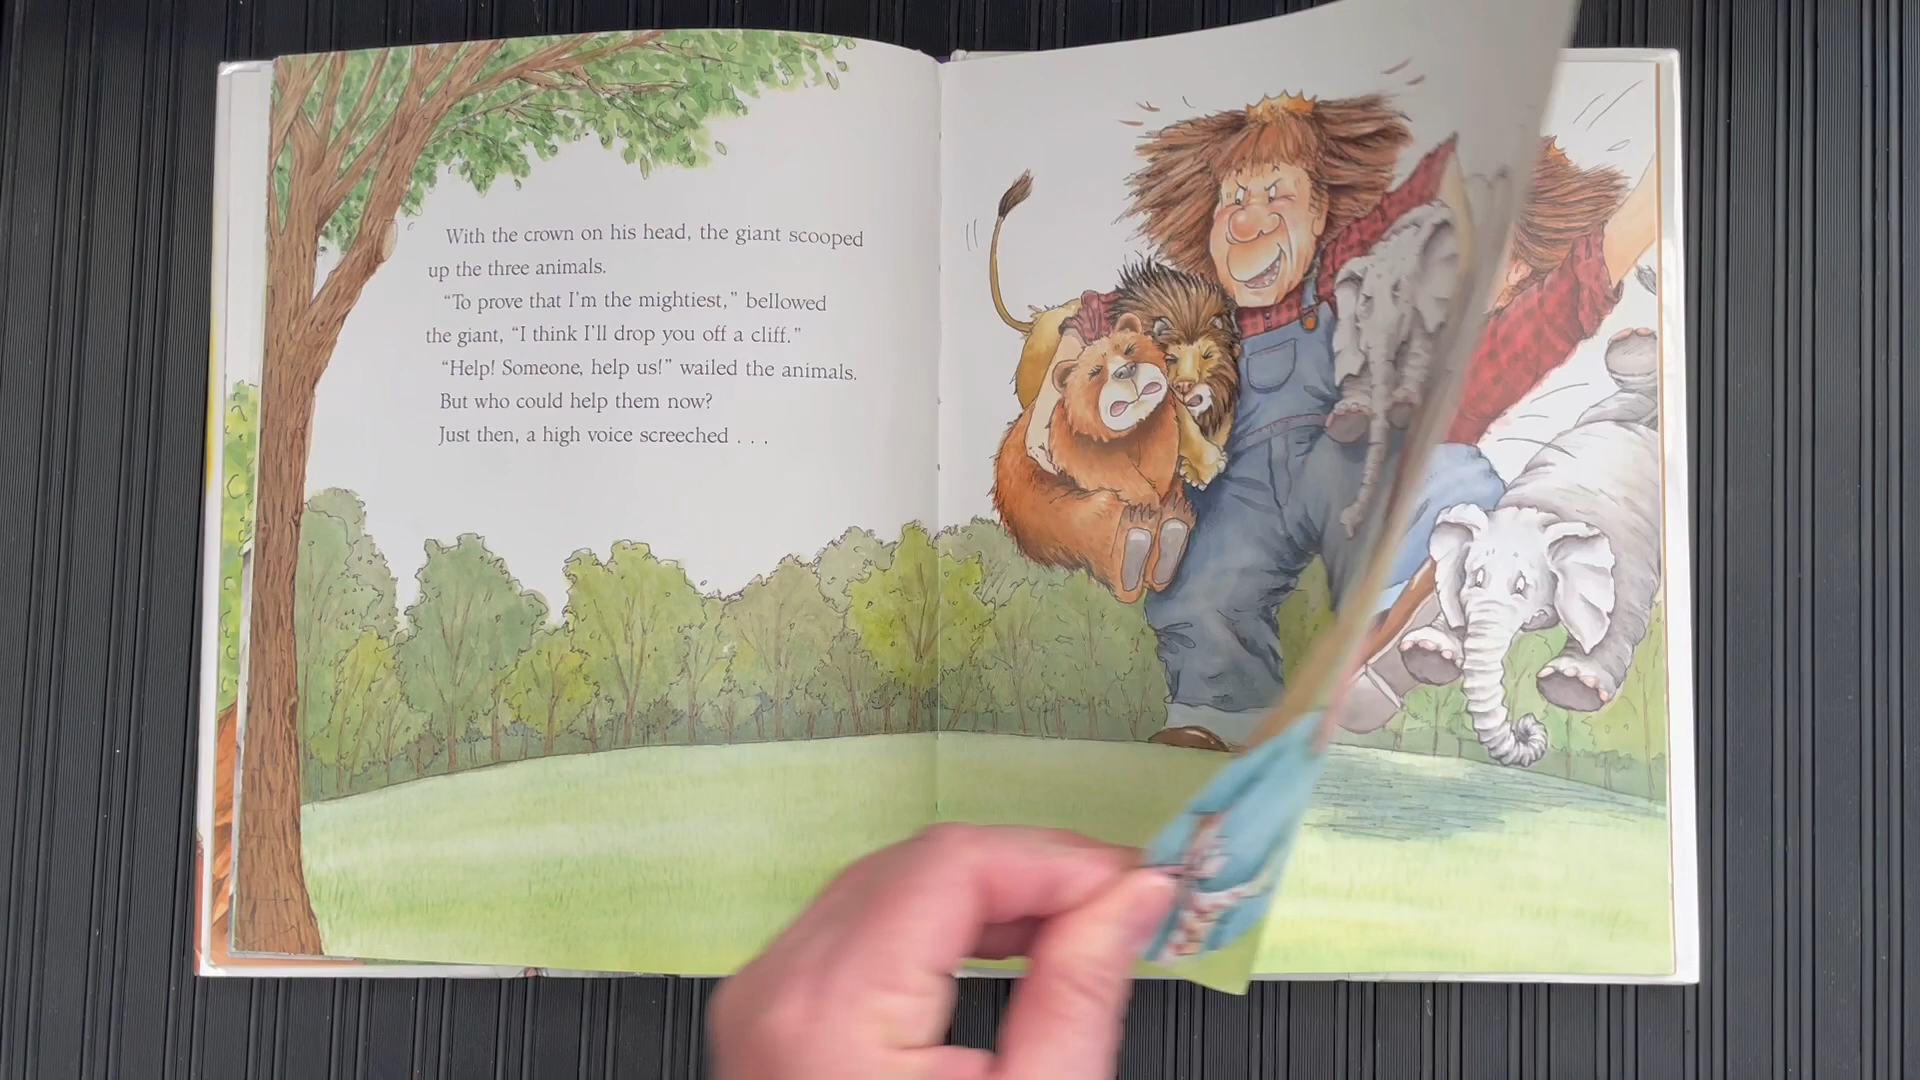 With the crown on his head, the giant scooped
up the three animals.
“To prove that I’m the mightiest,” bellowed
the giant, “I think I’ll drop you off a cliff.”
“Help! Someone, help us!” wailed the animals.
But who could help them now?
Just then, a high voice screeched . . .